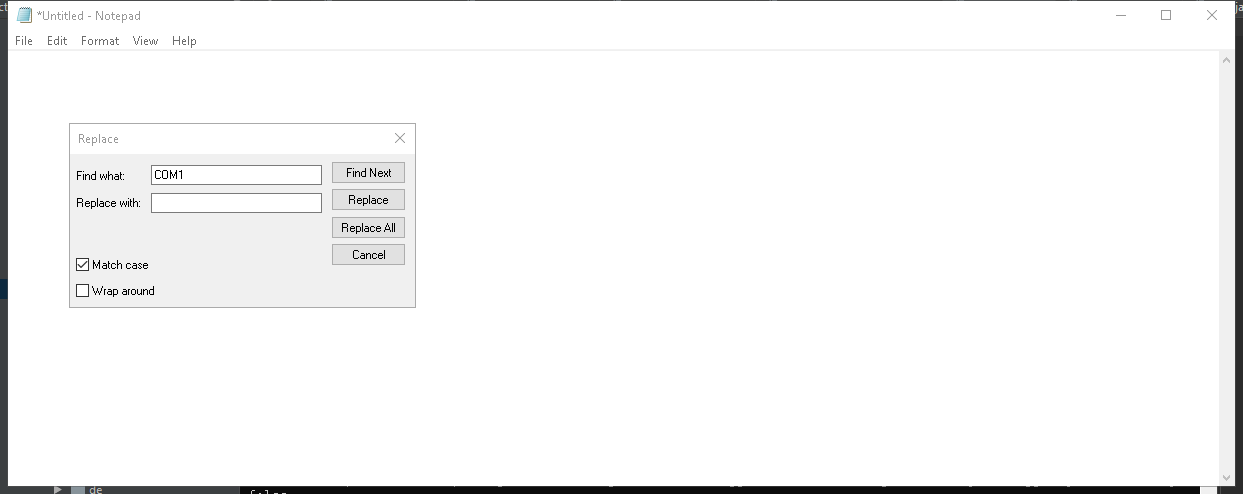 *Untitled - Notepad
File Edit Format View Help
Replace
Find what: COM1 Find Next
Replace with: Replace
Replace All
Cancel
Match case
Wrap around
de